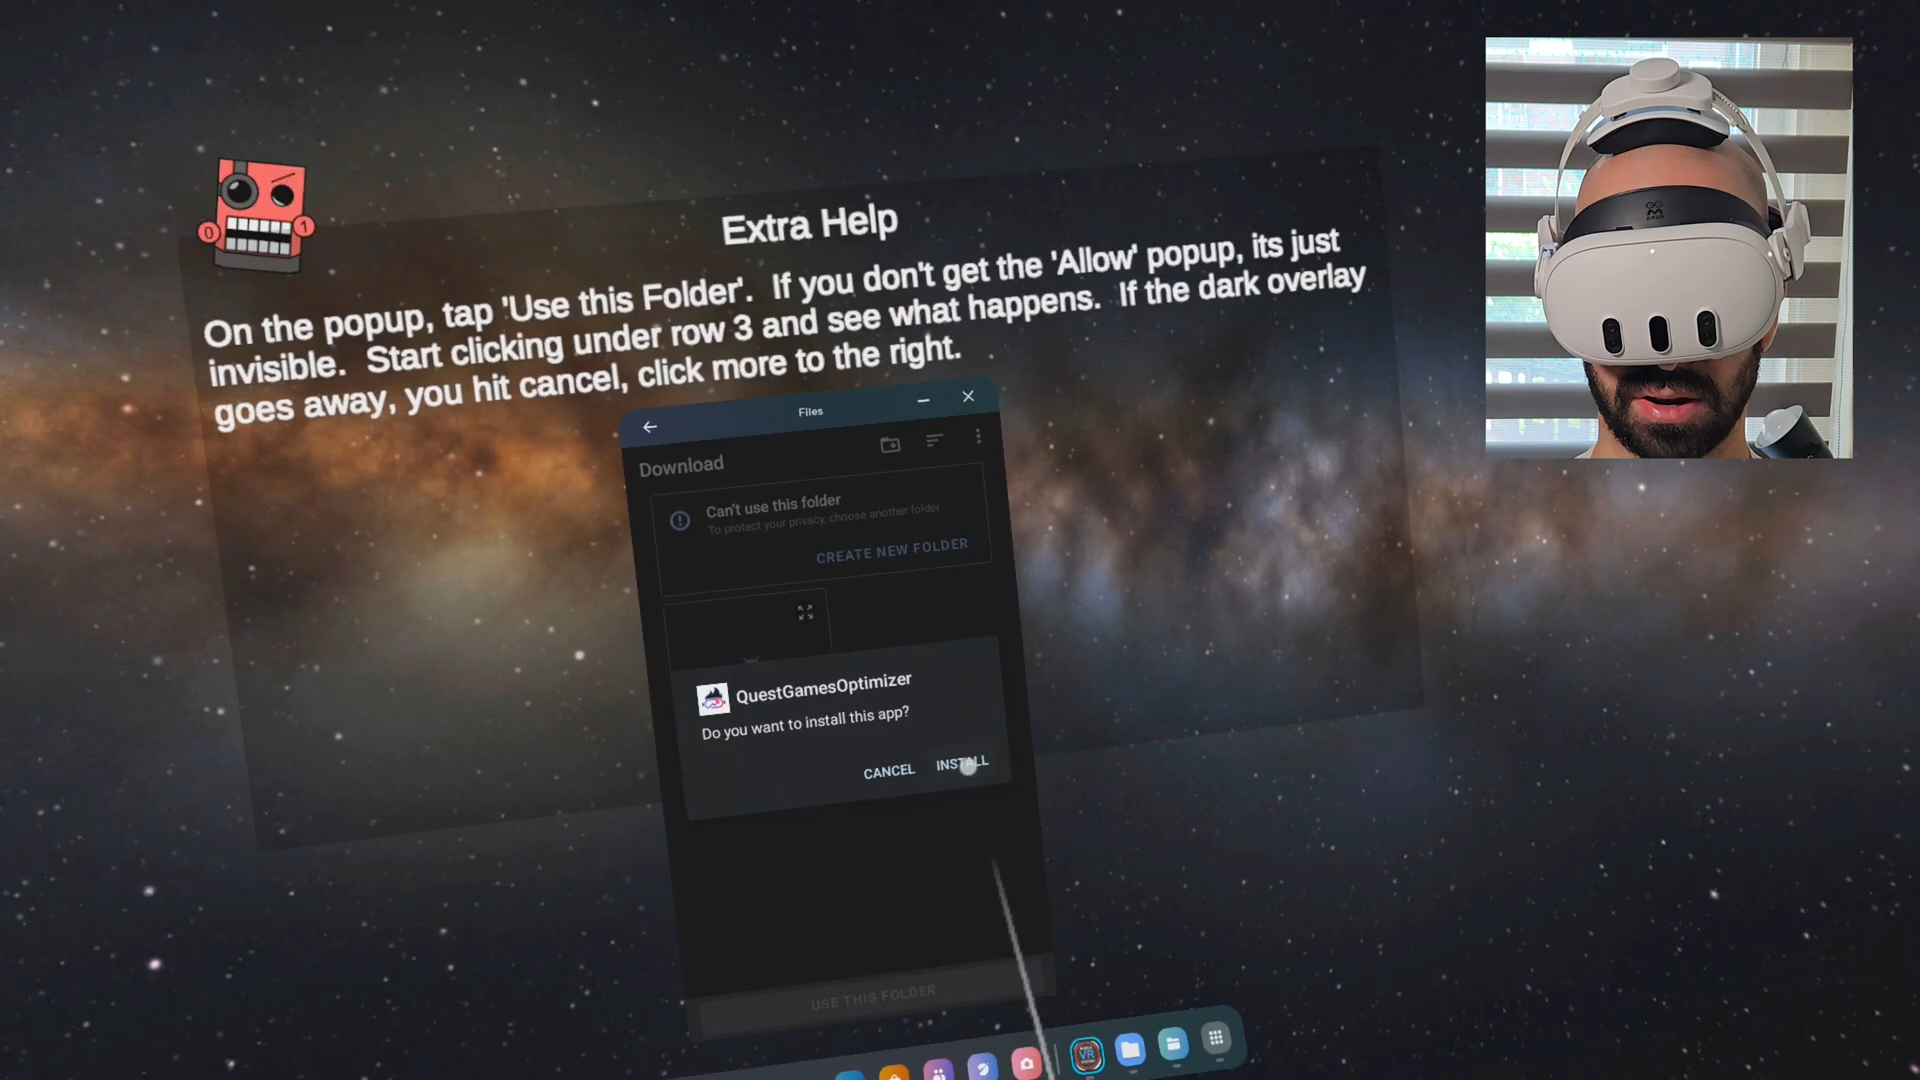 Extra Help
On the popup, tap 'Use this Folder'.  If you don't get the 'Allow' popup, its just
invisible.  Start clicking under row 3 and see what happens.  If the dark overlay
goes away, you hit cancel, click more to the right.
0
1
Files
Download
Can't use this folder
To protect your privacy, choose another folder
CREATE NEW FOLDER
QuestGamesOptimizer
Do you want to install this app?
CANCEL
INSTALL
USE THIS FOLDER
VR